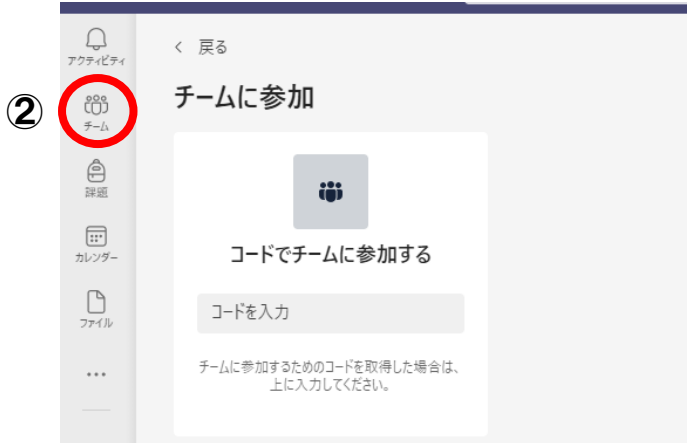 アクティビティ
②
チーム
課題
カレンダー
ファイル
…
< 戻る
チームに参加
コードでチームに参加する
コードを入力
チームに参加するためのコードを取得した場合は、
上に入力してください。